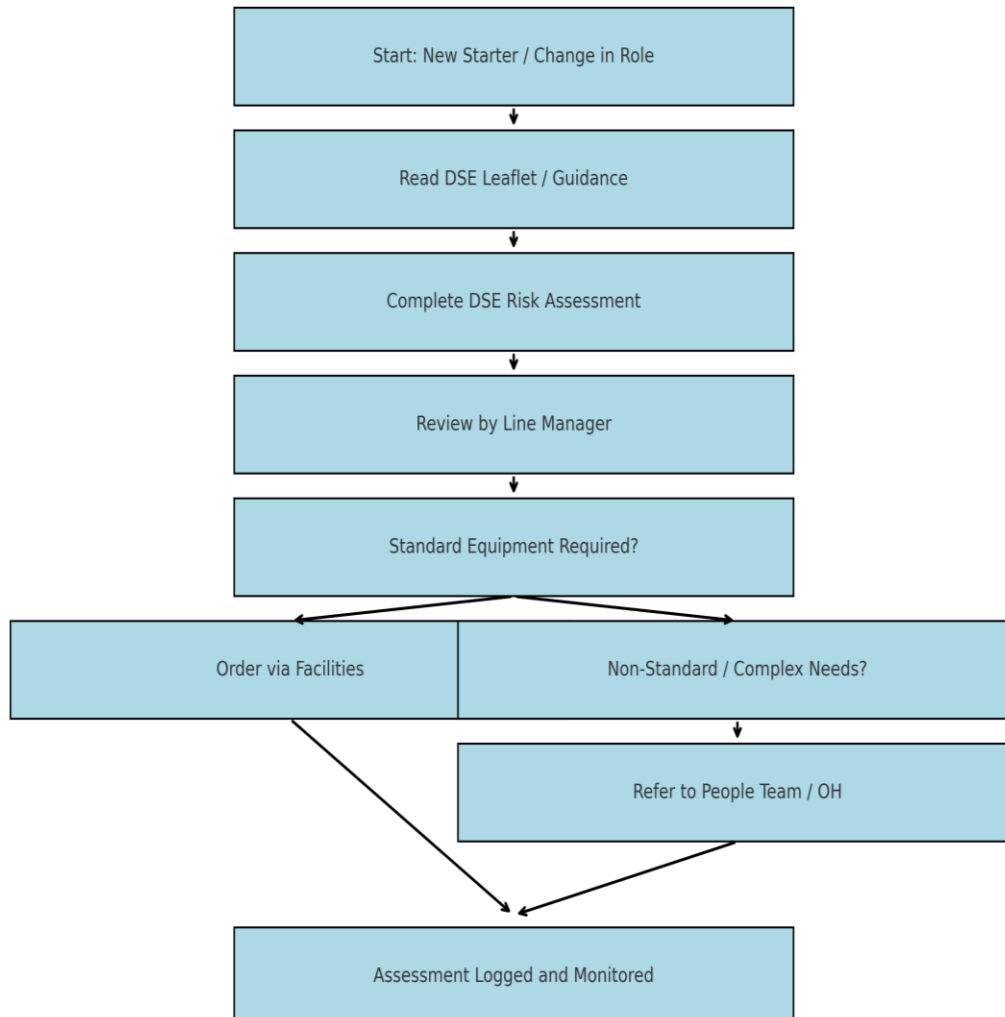 Start: New Starter / Change in Role
Read DSE Leaflet / Guidance
Complete DSE Risk Assessment
Review by Line Manager
Standard Equipment Required?
Order via Facilities
Non-Standard / Complex Needs?
Refer to People Team / OH
Assessment Logged and Monitored